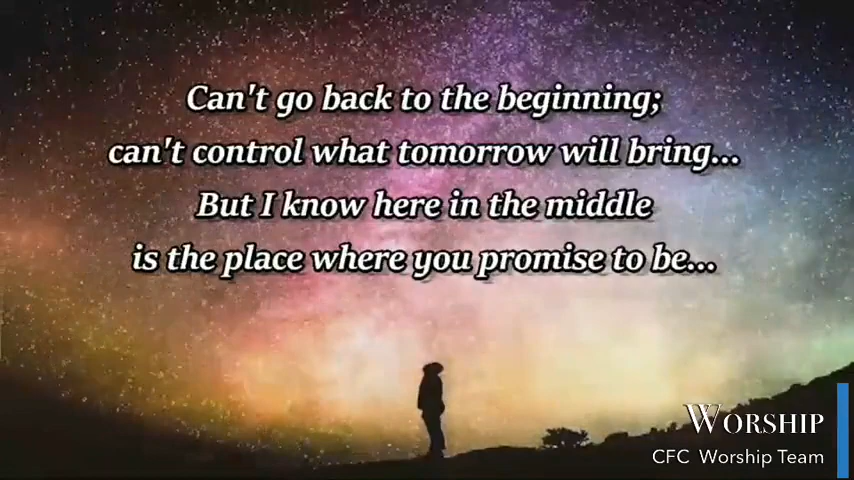 Can't go back to the beginning;
can't control what tomorrow will bring...
But I know here in the middle
is the place where you promise to be...
WORSHIP
CFC Worship Team